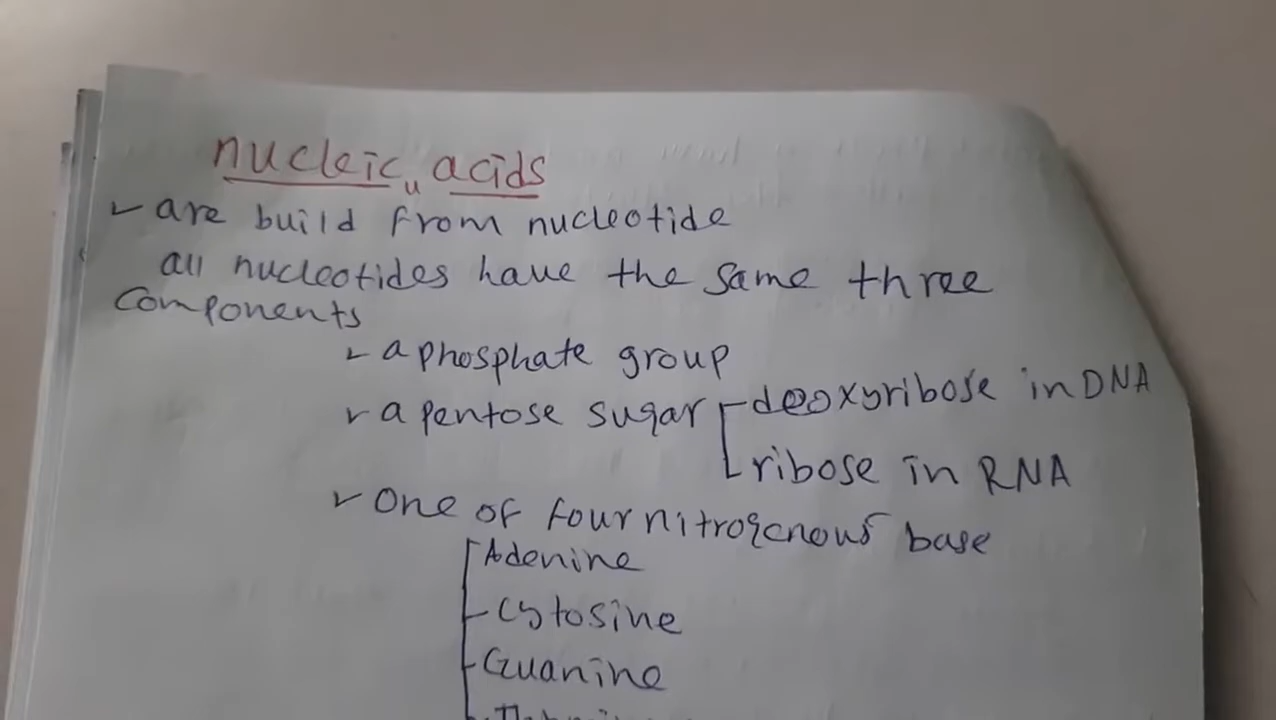 nucleic acids
are build from nucleotide
all nucleotides have the same three
components
a phosphate group
a pentose sugar
deooxyribose in DNA
ribose in RNA
One of four nitrogenous base
Adenine
Cytosine
Guanine